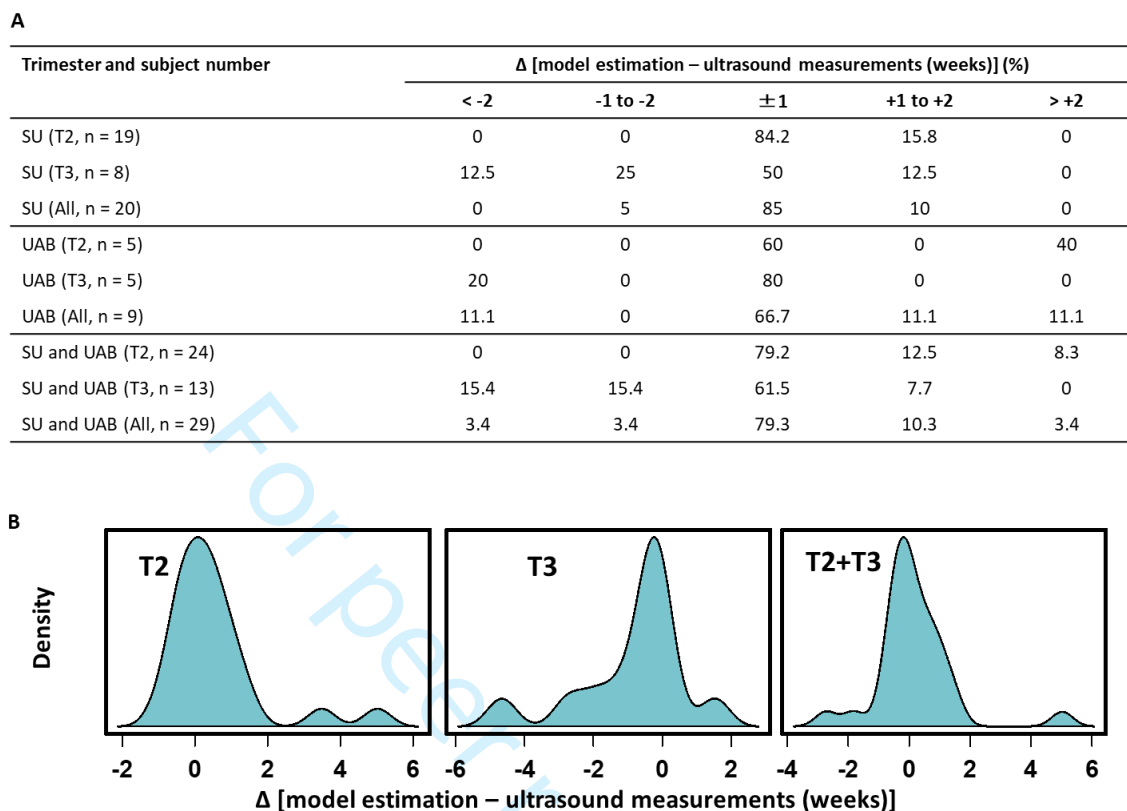 A
Trimester and subject number Δ [model estimation – ultrasound measurements (weeks)] (%)
< -2 -1 to -2 ±1 +1 to +2 > +2
SU (T2, n = 19) 0 0 84.2 15.8 0
SU (T3, n = 8) 12.5 25 50 12.5 0
SU (All, n = 20) 0 5 85 10 0
UAB (T2, n = 5) 0 0 60 0 40
UAB (T3, n = 5) 20 0 80 0 0
UAB (All, n = 9) 11.1 0 66.7 11.1 11.1
SU and UAB (T2, n = 24) 0 0 79.2 12.5 8.3
SU and UAB (T3, n = 13) 15.4 15.4 61.5 7.7 0
SU and UAB (All, n = 29) 3.4 3.4 79.3 10.3 3.4
For peer r
B
T2 T3 T2+T3
Density
-2 0 2 4 6 -6 -4 -2 0 2 -4 -2 0 2 4 6
Δ [model estimation – ultrasound measurements (weeks)]